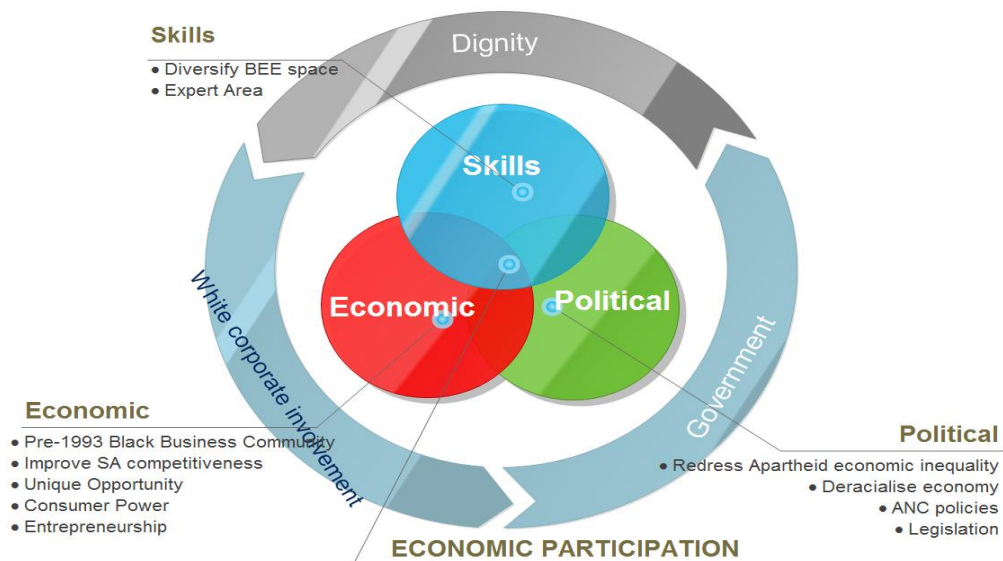 Skills
• Diversify BEE space
• Expert Area
Dignity
Skills
Economic
Political
White corporate involvement
Government
Economic
• Pre-1993 Black Business Community
• Improve SA competitiveness
• Unique Opportunity
• Consumer Power
• Entrepreneurship
Political
• Redress Apartheid economic inequality
• Deracialise economy
• ANC policies
• Legislation
ECONOMIC PARTICIPATION